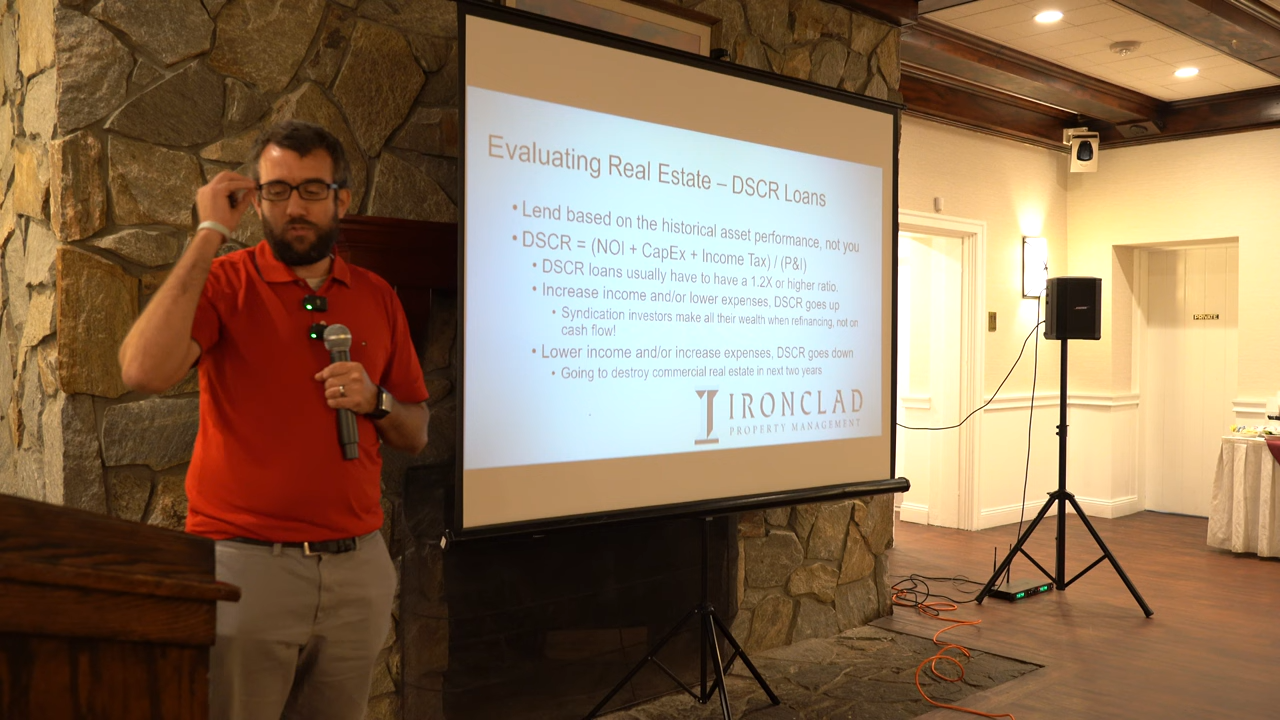 Evaluating Real Estate – DSCR Loans
• Lend based on the historical asset performance, not you
• DSCR = (NOI + CapEx + Income Tax) / (P&I)
• DSCR loans usually have to have a 1.2X or higher ratio.
• Increase income and/or lower expenses, DSCR goes up
• Syndication investors make all their wealth when refinancing, not on
cash flow!
• Lower income and/or increase expenses, DSCR goes down
• Going to destroy commercial real estate in next two years
IRONCLAD
PROPERTY MANAGEMENT
PRIVATE